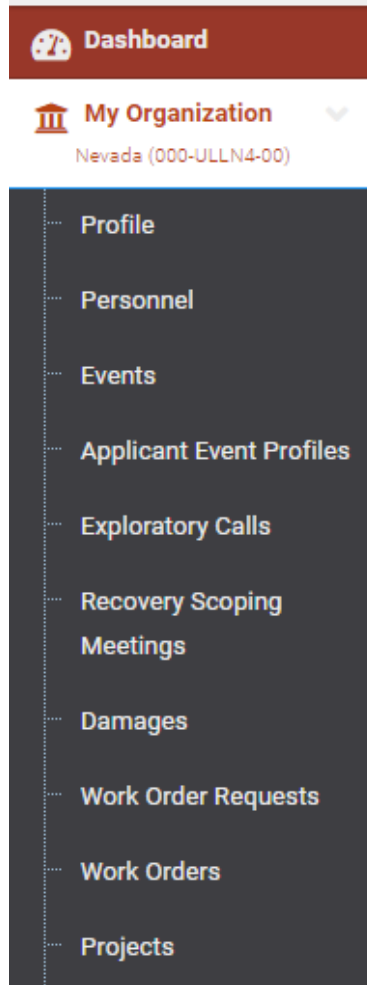 Dashboard
My Organization
Nevada (000-ULLN4-00)
Profile
Personnel
Events
Applicant Event Profiles
Exploratory Calls
Recovery Scoping
Meetings
Damages
Work Order Requests
Work Orders
Projects